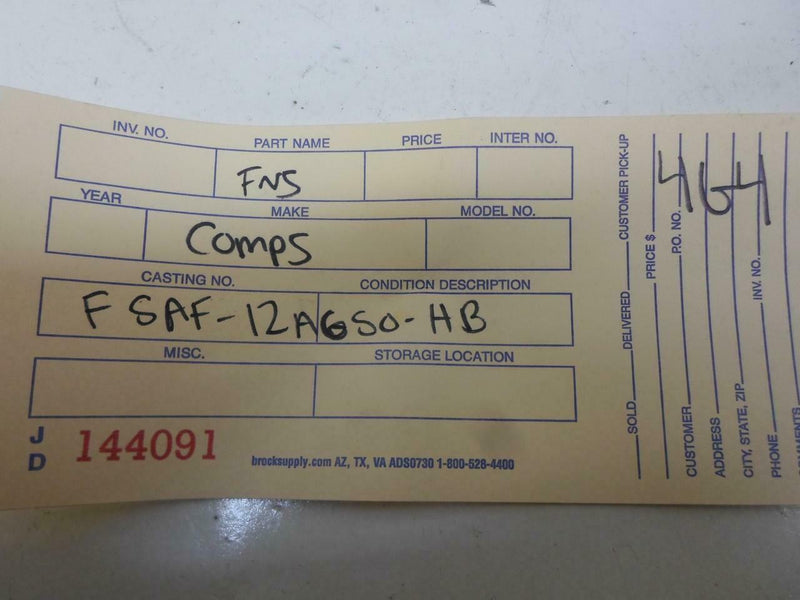 INV. NO. PART NAME PRICE INTER NO.
FNS
YEAR MAKE MODEL NO.
Comps
CASTING NO. CONDITION DESCRIPTION
F SAF-12A650-HB
MISC. STORAGE LOCATION
JD 144091
brocksupply.com AZ, TX, VA ADS0730 1-800-528-4400
SOLD DELIVERED CUSTOMER PICK-UP
PRICE $
CUSTOMER P.O. NO.
ADDRESS
CITY, STATE, ZIP
PHONE INV. NO.
464